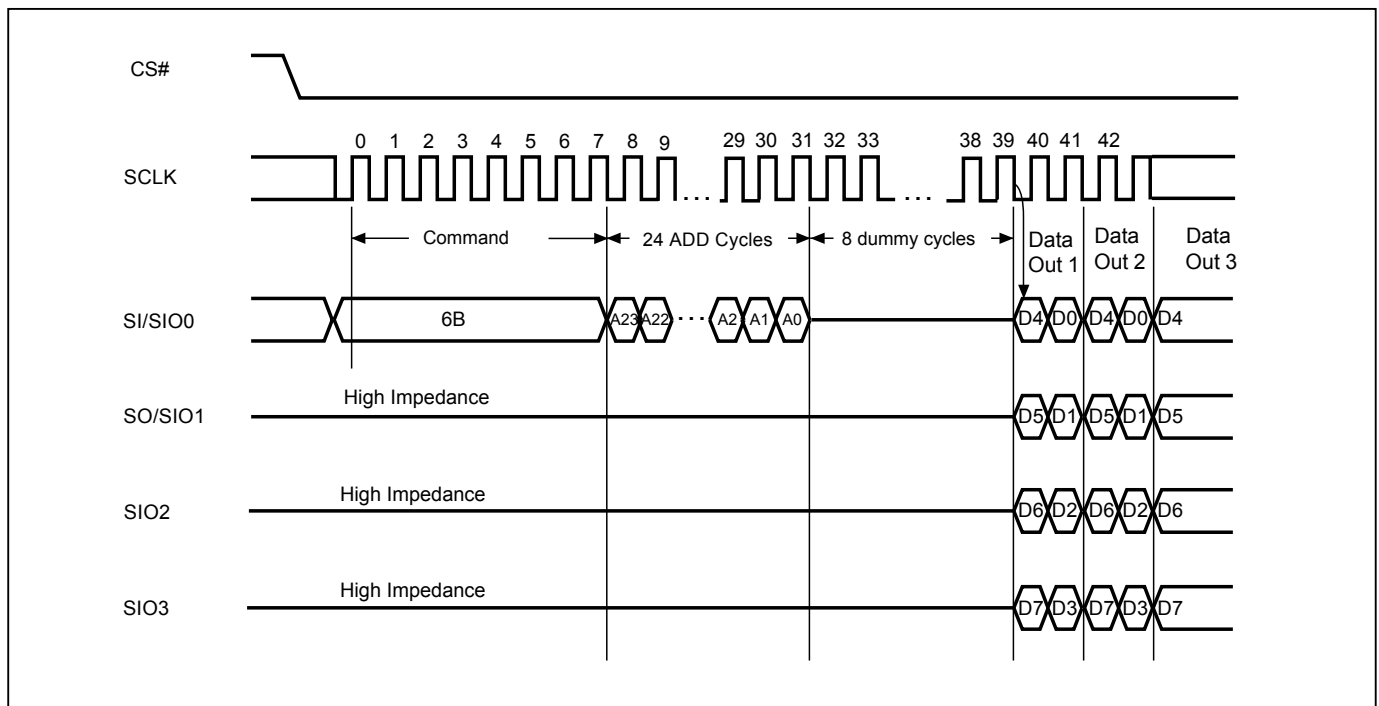 CS#
0 1 2 3 4 5 6 7 8 9 29 30 31 32 33 38 39 40 41 42
SCLK
... ...
Command 24 ADD Cycles 8 dummy cycles Data Out 1 Data Out 2 Data Out 3
SI/SIO0 6B A23 A22 ... A2 A1 A0 D4 D0 D4 D0 D4
High Impedance
SO/SIO1 D5 D1 D5 D1 D5
High Impedance
SIO2 D6 D2 D6 D2 D6
High Impedance
SIO3 D7 D3 D7 D3 D7